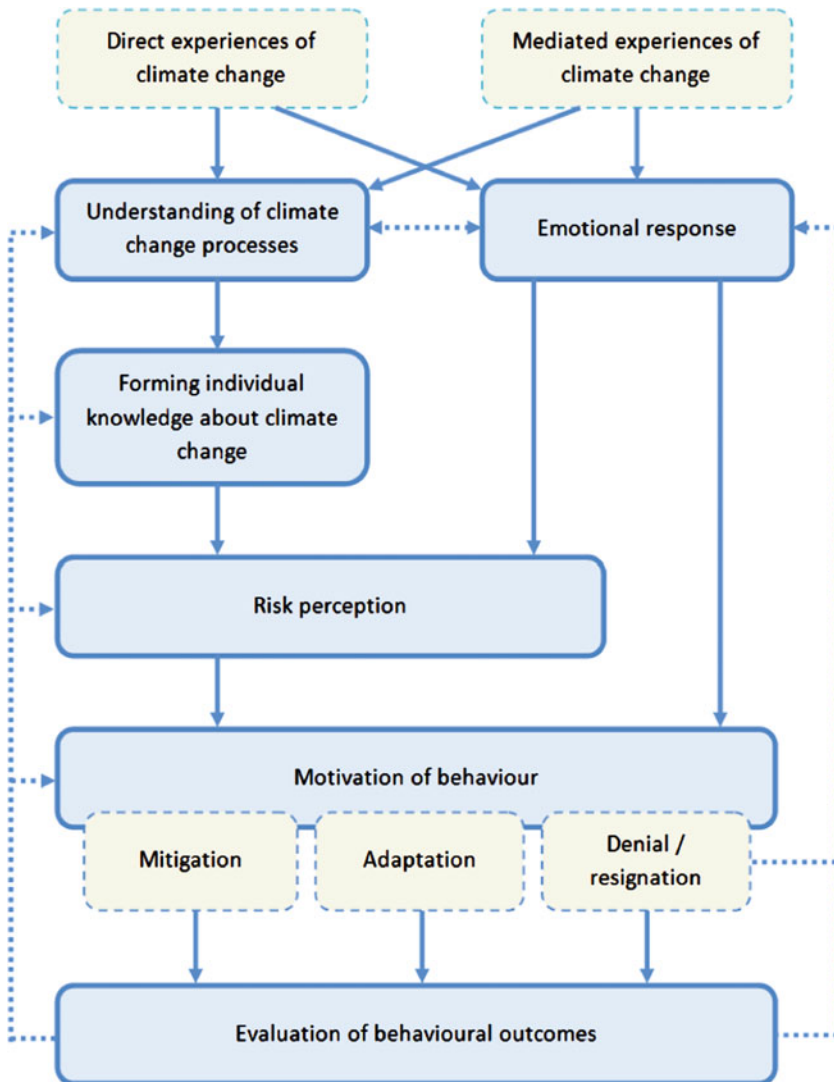 Direct experiences of
climate change
Mediated experiences of
climate change
Understanding of climate
change processes
Emotional response
Forming individual
knowledge about climate
change
Risk perception
Motivation of behaviour
Mitigation
Adaptation
Denial /
resignation
Evaluation of behavioural outcomes